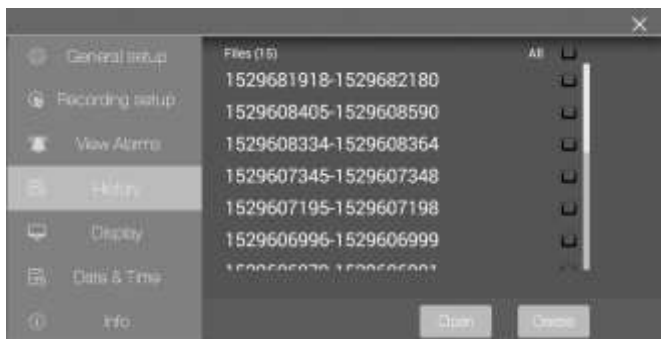 General setup
Recording setup
View Alarms
History
Display
Date & Time
Info
Files (15)
All
1529681918-1529682180
1529608405-1529608590
1529608334-1529608364
1529607345-1529607348
1529607195-1529607198
1529606996-1529606999
Open
Delete